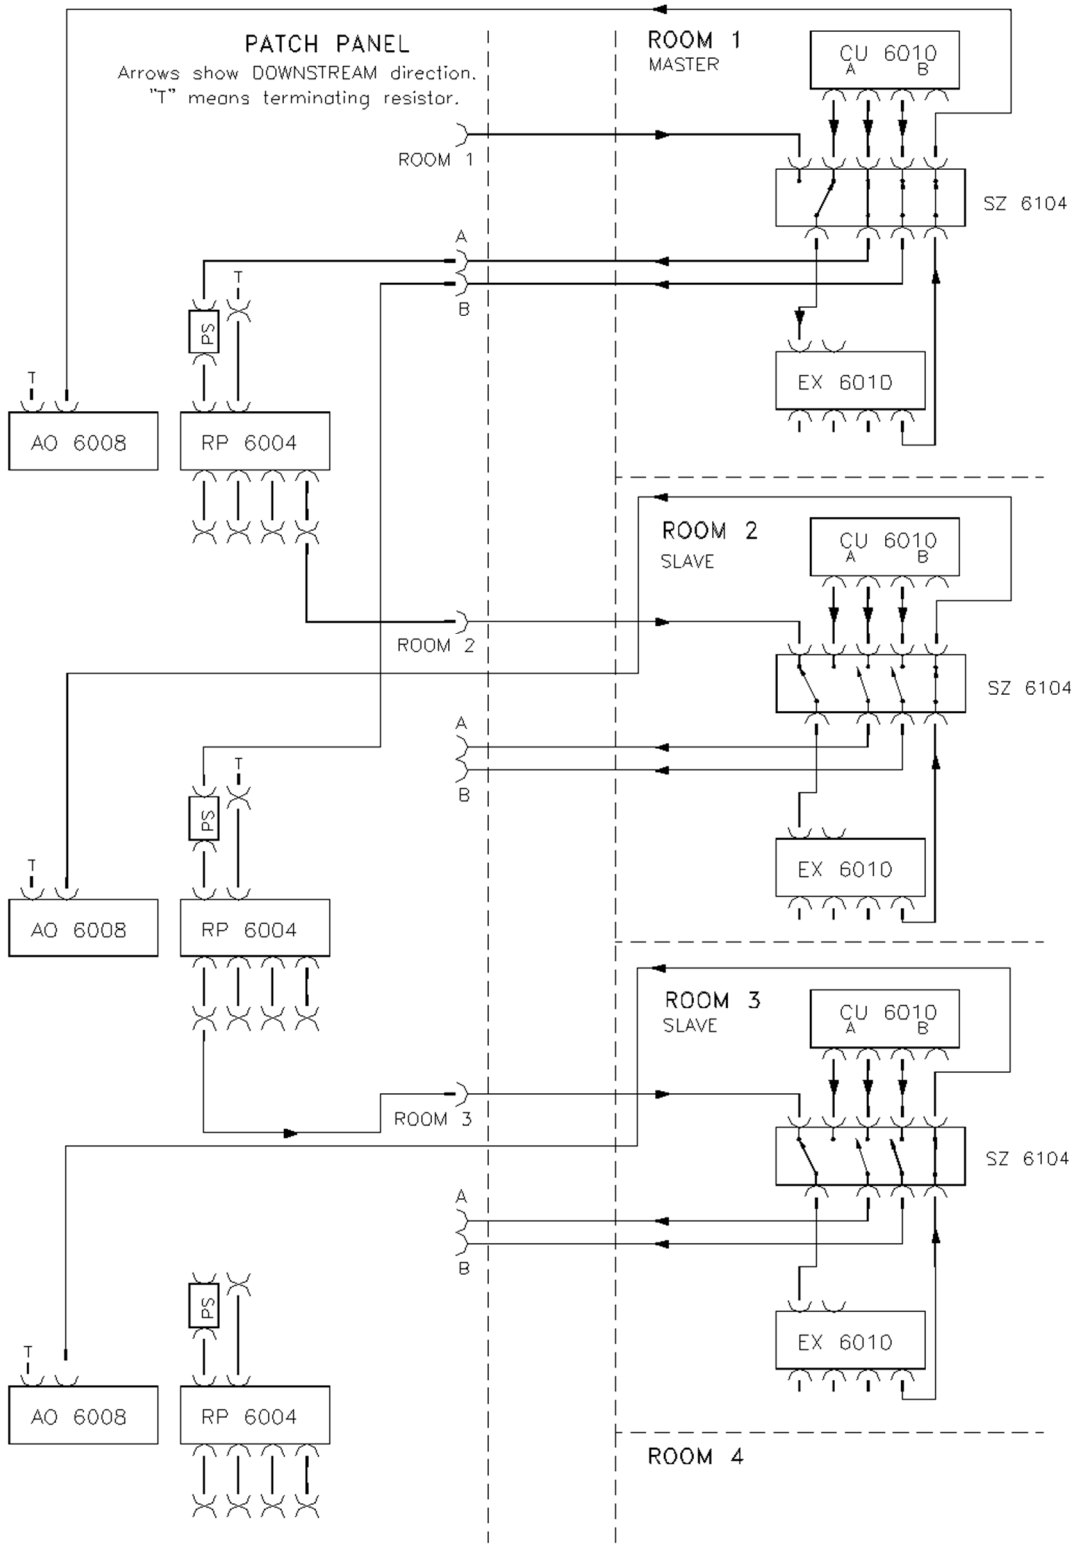 PATCH PANEL
Arrows show DOWNSTREAM direction.
"T" means terminating resistor.
ROOM 1
MASTER
CU 6010
A B
ROOM 1
SZ 6104
A
B
T
PS
EX 6010
T
AO 6008
RP 6004
ROOM 2
SLAVE
CU 6010
A B
ROOM 2
SZ 6104
A
B
T
PS
EX 6010
T
AO 6008
RP 6004
ROOM 3
SLAVE
CU 6010
A B
ROOM 3
SZ 6104
A
B
PS
EX 6010
T
AO 6008
RP 6004
ROOM 4